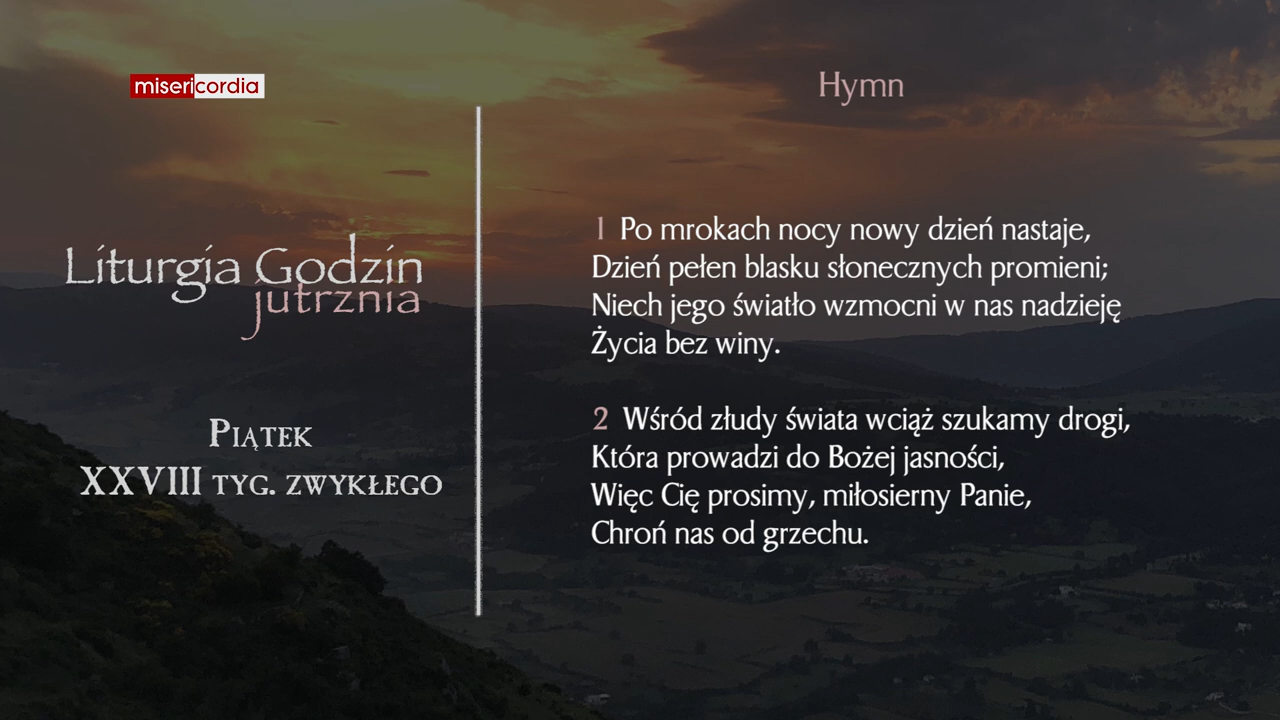 misericordia
Liturgia Godzin
jutrznia
Piątek
XXVIII tyg. zwykłego
Hymn
1 Po mrokach nocy nowy dzień nastaje,
Dzień pełen blasku słonecznych promieni;
Niech jego światło wzmocni w nas nadzieję
Życia bez winy.
2 Wśród złudy świata wciąż szukamy drogi,
Która prowadzi do Bożej jasności,
Więc Cię prosimy, miłosierny Panie,
Chroń nas od grzechu.